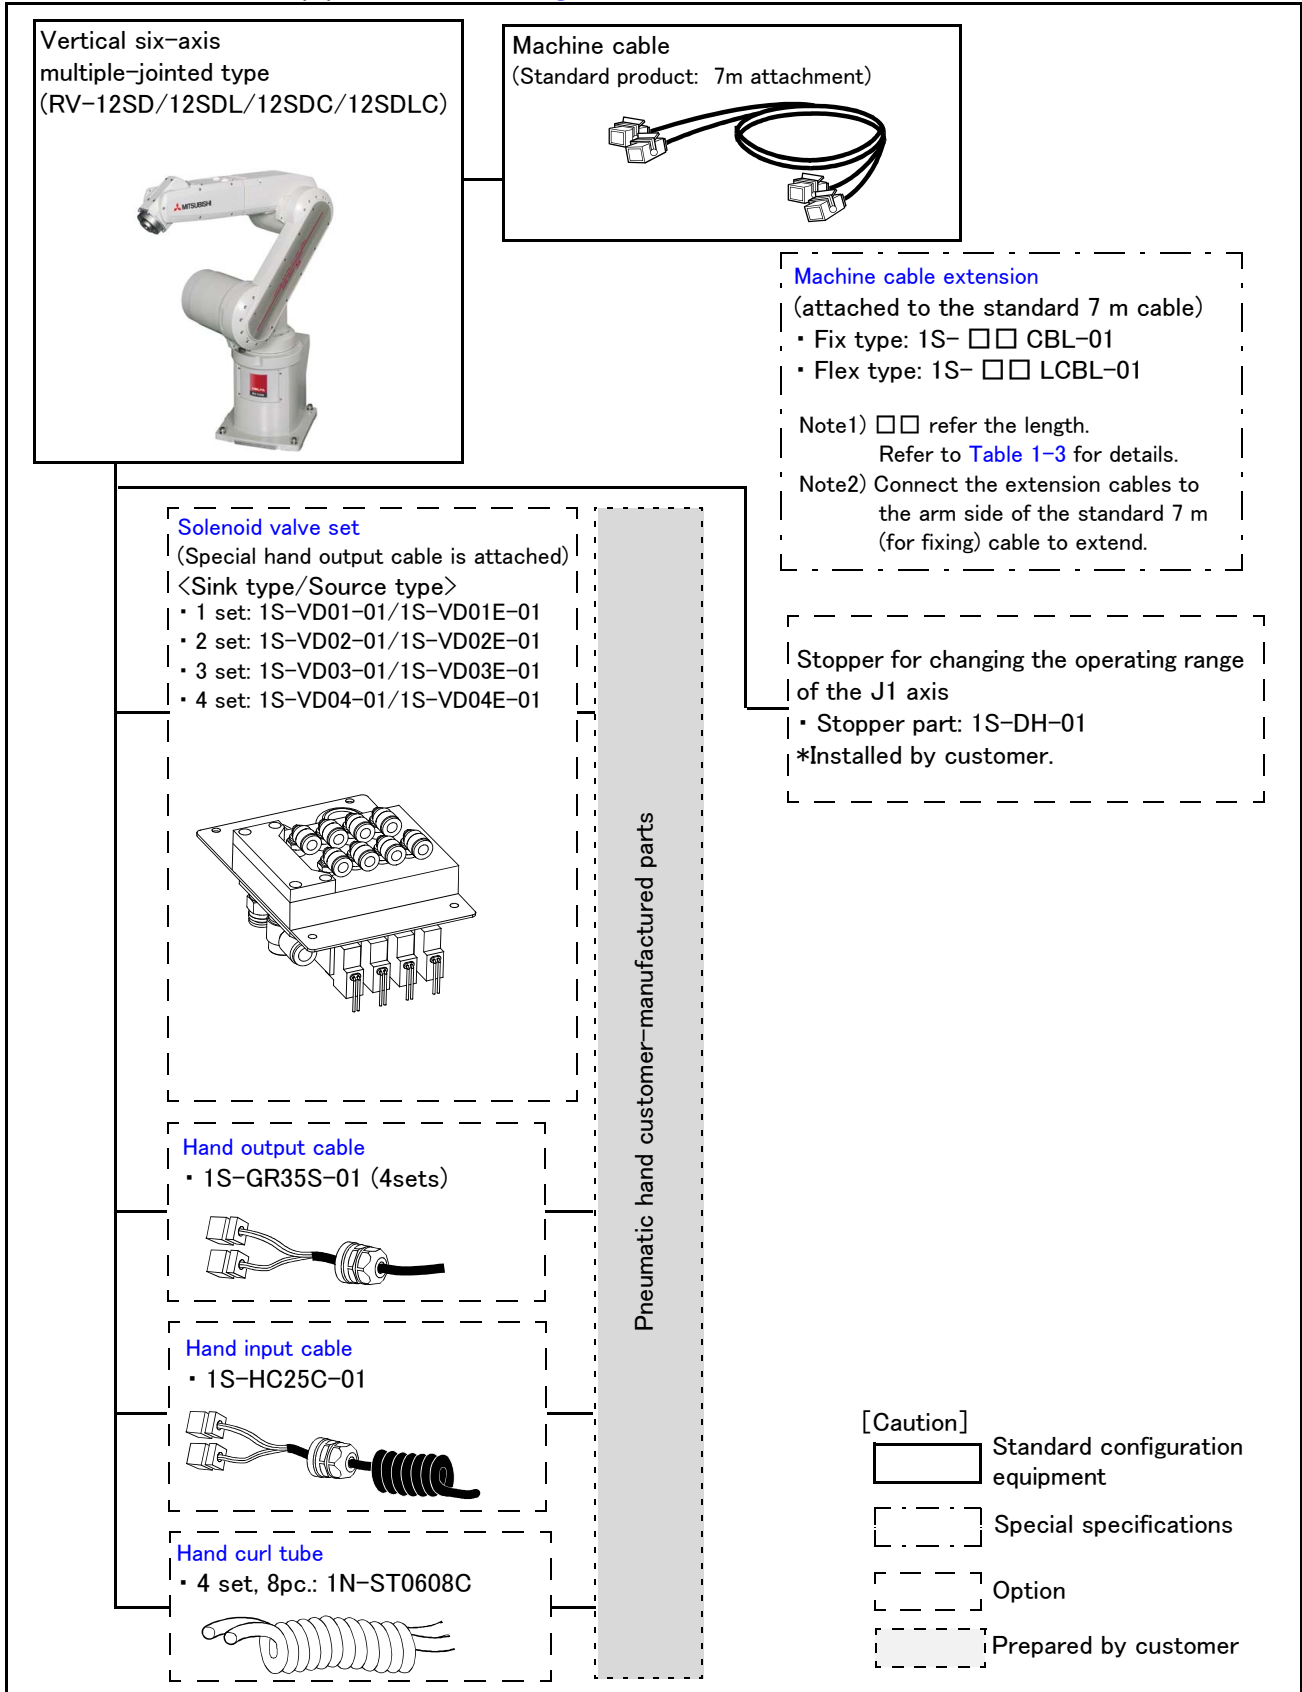 Vertical six-axis
multiple-jointed type
(RV-12SD/12SDL/12SDC/12SDLC)
MITSUBISHI
Machine cable
(Standard product: 7m attachment)
Machine cable extension
(attached to the standard 7 m cable)
・Fix type: 1S- □□ CBL-01
・Flex type: 1S- □□ LCBL-01
Note1) □□ refer the length.
Refer to Table 1-3 for details.
Note2) Connect the extension cables to
the arm side of the standard 7 m
(for fixing) cable to extend.
Solenoid valve set
(Special hand output cable is attached)
<Sink type/Source type>
・1 set: 1S-VD01-01/1S-VD01E-01
・2 set: 1S-VD02-01/1S-VD02E-01
・3 set: 1S-VD03-01/1S-VD03E-01
・4 set: 1S-VD04-01/1S-VD04E-01
Stopper for changing the operating range
of the J1 axis
・Stopper part: 1S-DH-01
*Installed by customer.
Pneumatic hand customer-manufactured parts
Hand output cable
・1S-GR35S-01 (4sets)
Hand input cable
・1S-HC25C-01
Hand curl tube
・4 set, 8pc.: 1N-ST0608C
[Caution]
Standard configuration
equipment
Special specifications
Option
Prepared by customer